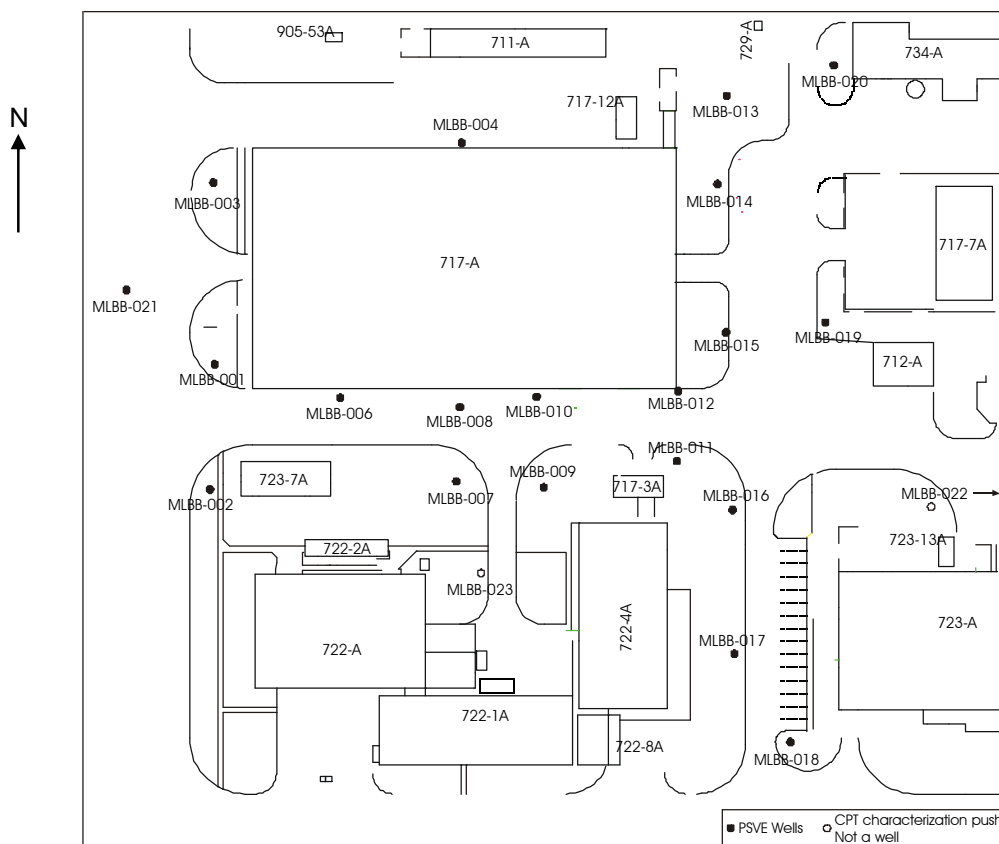 905-53A
711-A
729-A
734-A
MLBB-020
717-12A
MLBB-013
N
MLBB-004
MLBB-003
MLBB-014
717-A
717-7A
MLBB-021
MLBB-019
MLBB-015
712-A
MLBB-001
MLBB-006
MLBB-008
MLBB-010
MLBB-012
MLBB-011
723-7A
MLBB-009
717-3A
MLBB-002
MLBB-007
MLBB-016
MLBB-022
722-2A
723-13A
MLBB-023
722-4A
723-A
722-A
MLBB-017
722-1A
722-8A
MLBB-018
PSVE Wells
CPT characterization push
Not a well